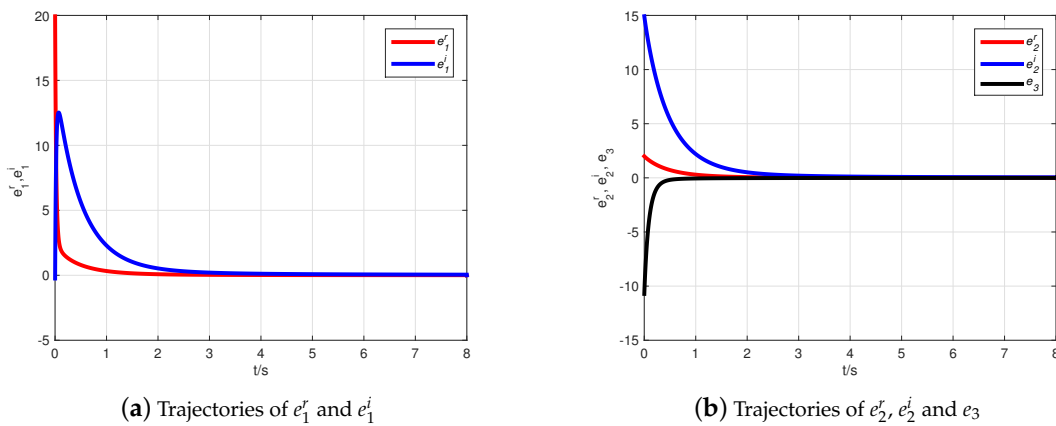 20
15
10
5
0
-5
e₁ʳ,e₁ⁱ
0 1 2 3 4 5 6 7 8
t/s
e₁ʳ
e₁ⁱ
(a) Trajectories of e₁ʳ and e₁ⁱ
15
10
5
0
-5
-10
-15
e₂ʳ, e₂ⁱ, e₃
0 1 2 3 4 5 6 7 8
t/s
e₂ʳ
e₂ⁱ
e₃
(b) Trajectories of e₂ʳ, e₂ⁱ and e₃